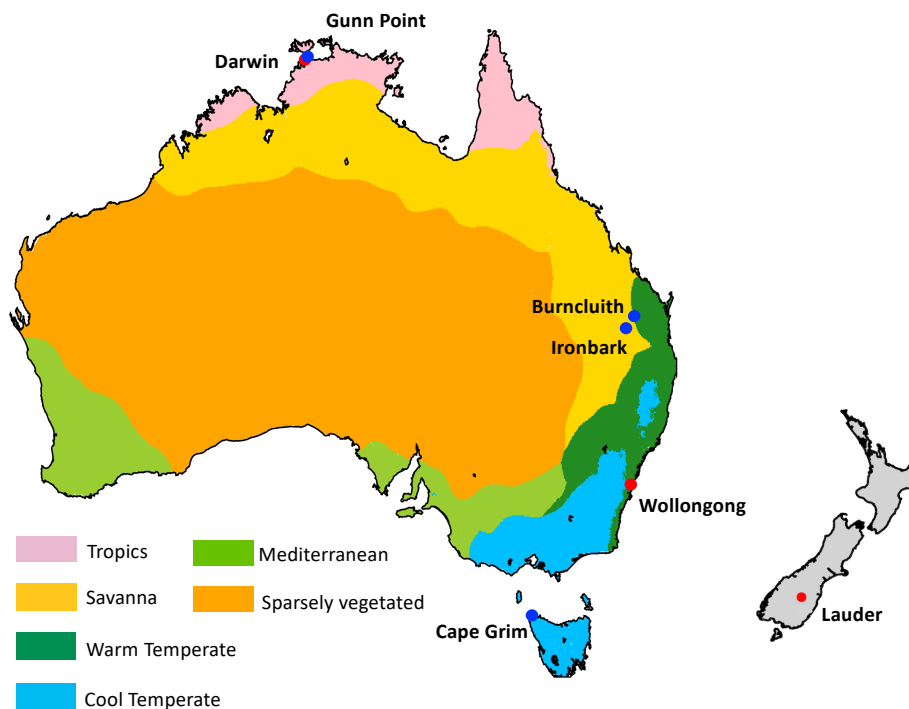 Gunn Point
Darwin
Burncluith
Ironbark
Wollongong
Lauder
Cape Grim
Tropics
Mediterranean
Savanna
Sparsely vegetated
Warm Temperate
Cool Temperate